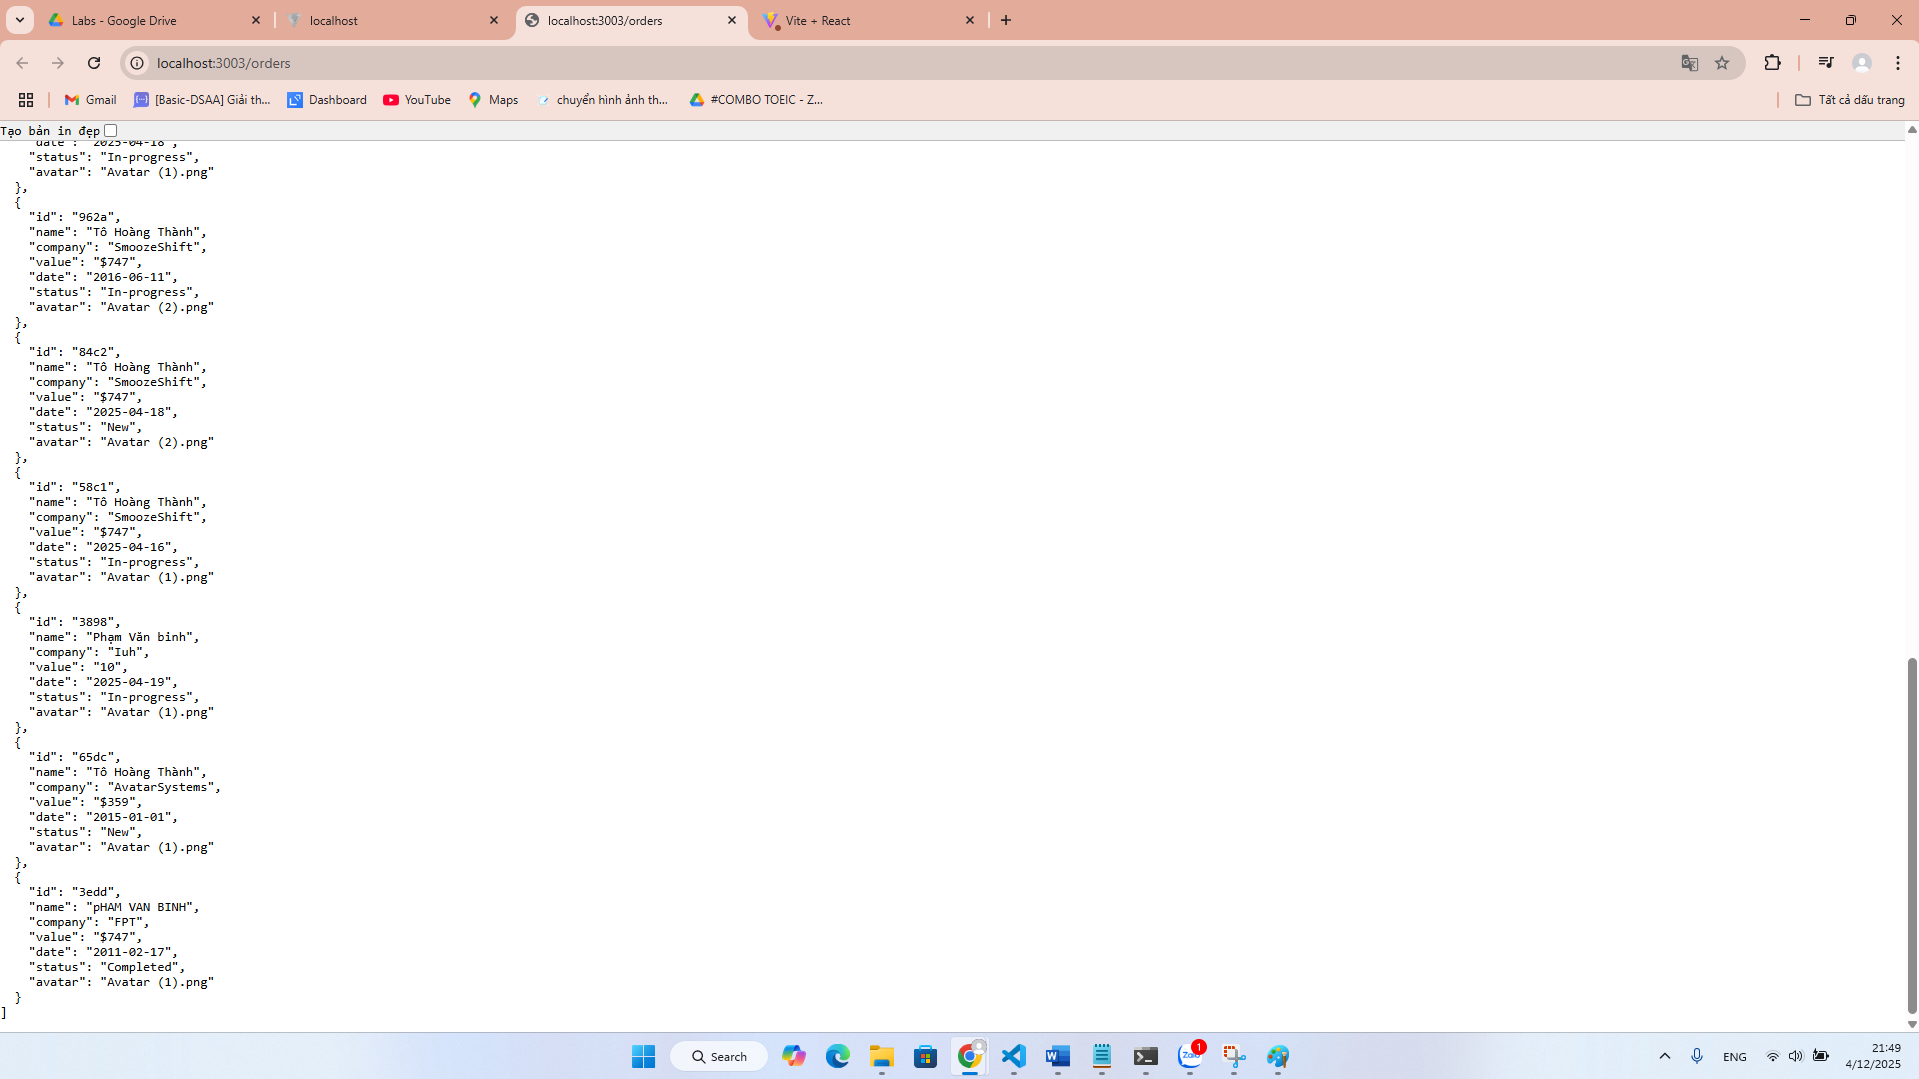 Labs - Google Drive
localhost
localhost:3003/orders
Vite + React
localhost:3003/orders
Gmail
[Basic-DSAA] Giải th...
Dashboard
YouTube
Maps
chuyển hình ảnh th...
#COMBO TOEIC - Z...
Tất cả dấu trang
Tạo bản in đẹp
"date": "2025-04-18",
"status": "In-progress",
"avatar": "Avatar (1).png"
},
{
"id": "962a",
"name": "Tô Hoàng Thành",
"company": "SmoozeShift",
"value": "$747",
"date": "2016-06-11",
"status": "In-progress",
"avatar": "Avatar (2).png"
},
{
"id": "84c2",
"name": "Tô Hoàng Thành",
"company": "SmoozeShift",
"value": "$747",
"date": "2025-04-18",
"status": "New",
"avatar": "Avatar (2).png"
},
{
"id": "58c1",
"name": "Tô Hoàng Thành",
"company": "SmoozeShift",
"value": "$747",
"date": "2025-04-16",
"status": "In-progress",
"avatar": "Avatar (1).png"
},
{
"id": "3898",
"name": "Phạm Văn bình",
"company": "Iuh",
"value": "10",
"date": "2025-04-19",
"status": "In-progress",
"avatar": "Avatar (1).png"
},
{
"id": "65dc",
"name": "Tô Hoàng Thành",
"company": "AvatarSystems",
"value": "$359",
"date": "2015-01-01",
"status": "New",
"avatar": "Avatar (1).png"
},
{
"id": "3edd",
"name": "pHAM VAN BINH",
"company": "FPT",
"value": "$747",
"date": "2011-02-17",
"status": "Completed",
"avatar": "Avatar (1).png"
}
]
Search
Zalo
1
ENG
21:49
4/12/2025